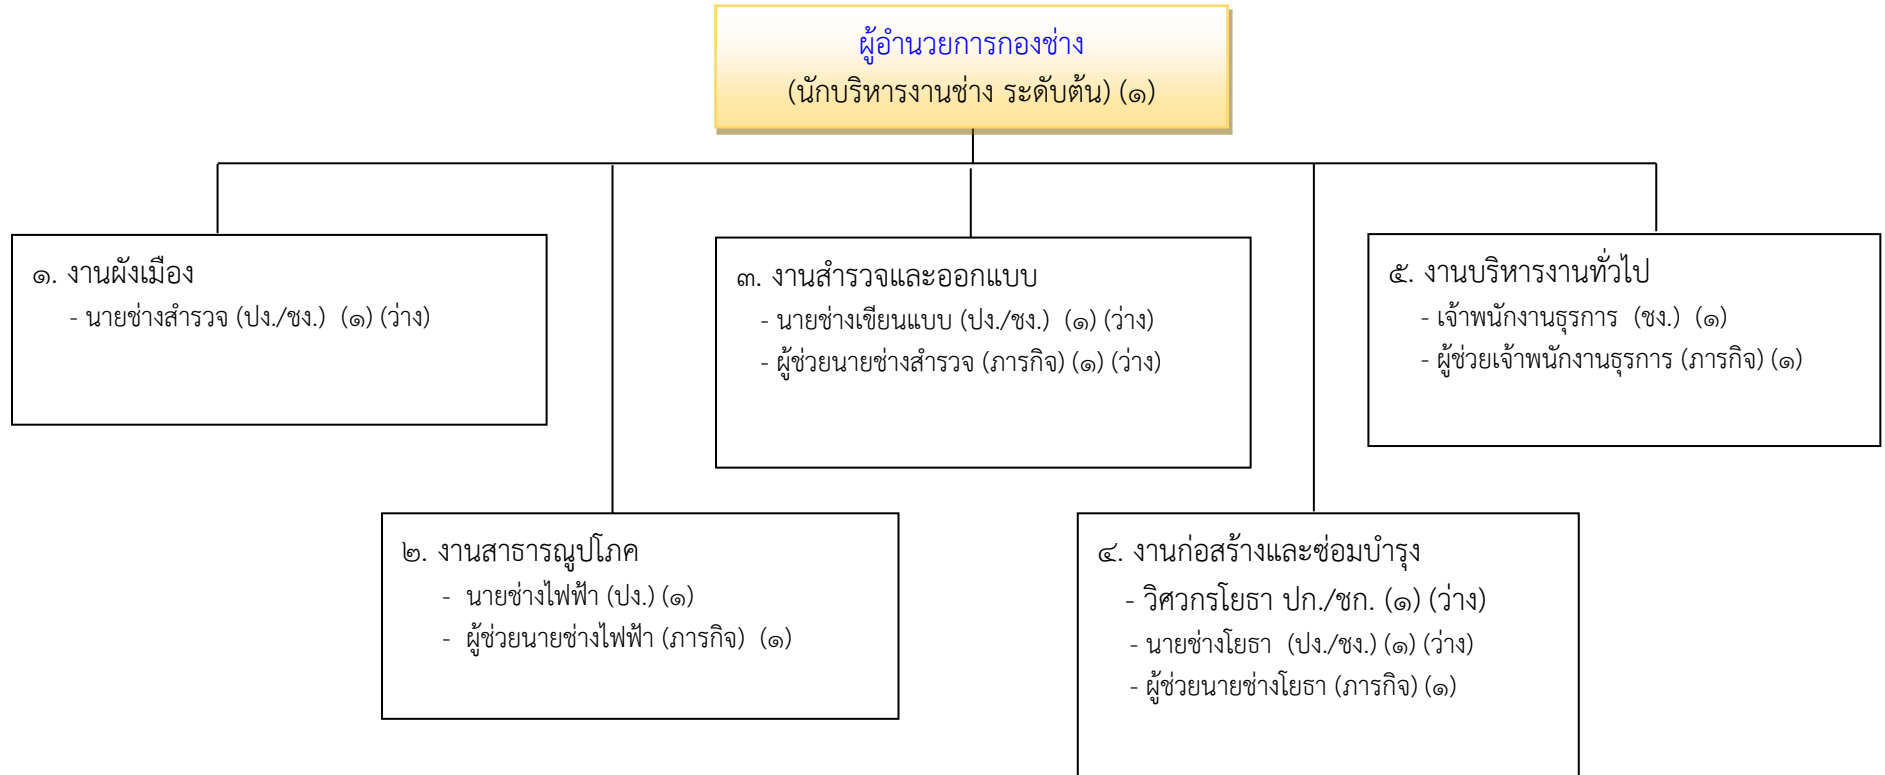 ผู้อำนวยการกองช่าง
(นักบริหารงานช่าง ระดับต้น) (๑)
๑. งานผังเมือง
- นายช่างสำรวจ (ปง./ชง.) (๑) (ว่าง)
๒. งานสาธารณูปโภค
- นายช่างไฟฟ้า (ปง.) (๑)
- ผู้ช่วยนายช่างไฟฟ้า (ภารกิจ) (๑)
๓. งานสำรวจและออกแบบ
- นายช่างเขียนแบบ (ปง./ชง.) (๑) (ว่าง)
- ผู้ช่วยนายช่างสำรวจ (ภารกิจ) (๑) (ว่าง)
๔. งานก่อสร้างและซ่อมบำรุง
- วิศวกรโยธา ปก./ชก. (๑) (ว่าง)
- นายช่างโยธา (ปง./ชง.) (๑) (ว่าง)
- ผู้ช่วยนายช่างโยธา (ภารกิจ) (๑)
๕. งานบริหารงานทั่วไป
- เจ้าพนักงานธุรการ (ชง.) (๑)
- ผู้ช่วยเจ้าพนักงานธุรการ (ภารกิจ) (๑)